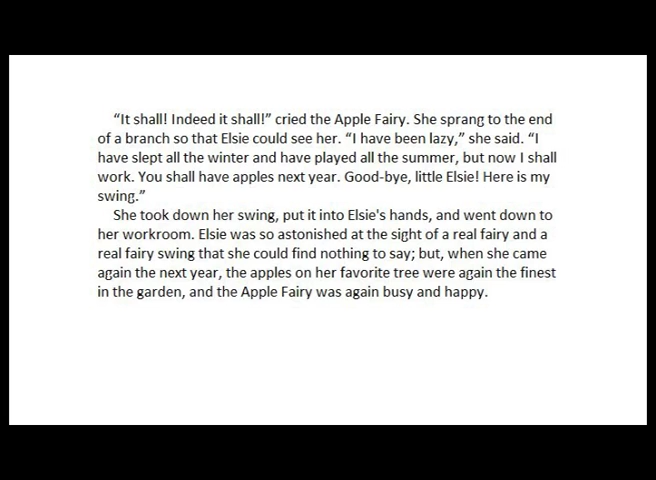 “It shall! Indeed it shall!” cried the Apple Fairy. She sprang to the end
of a branch so that Elsie could see her. “I have been lazy,” she said. “I
have slept all the winter and have played all the summer, but now I shall
work. You shall have apples next year. Good-bye, little Elsie! Here is my
swing.”
She took down her swing, put it into Elsie's hands, and went down to
her workroom. Elsie was so astonished at the sight of a real fairy and a
real fairy swing that she could find nothing to say; but, when she came
again the next year, the apples on her favorite tree were again the finest
in the garden, and the Apple Fairy was again busy and happy.